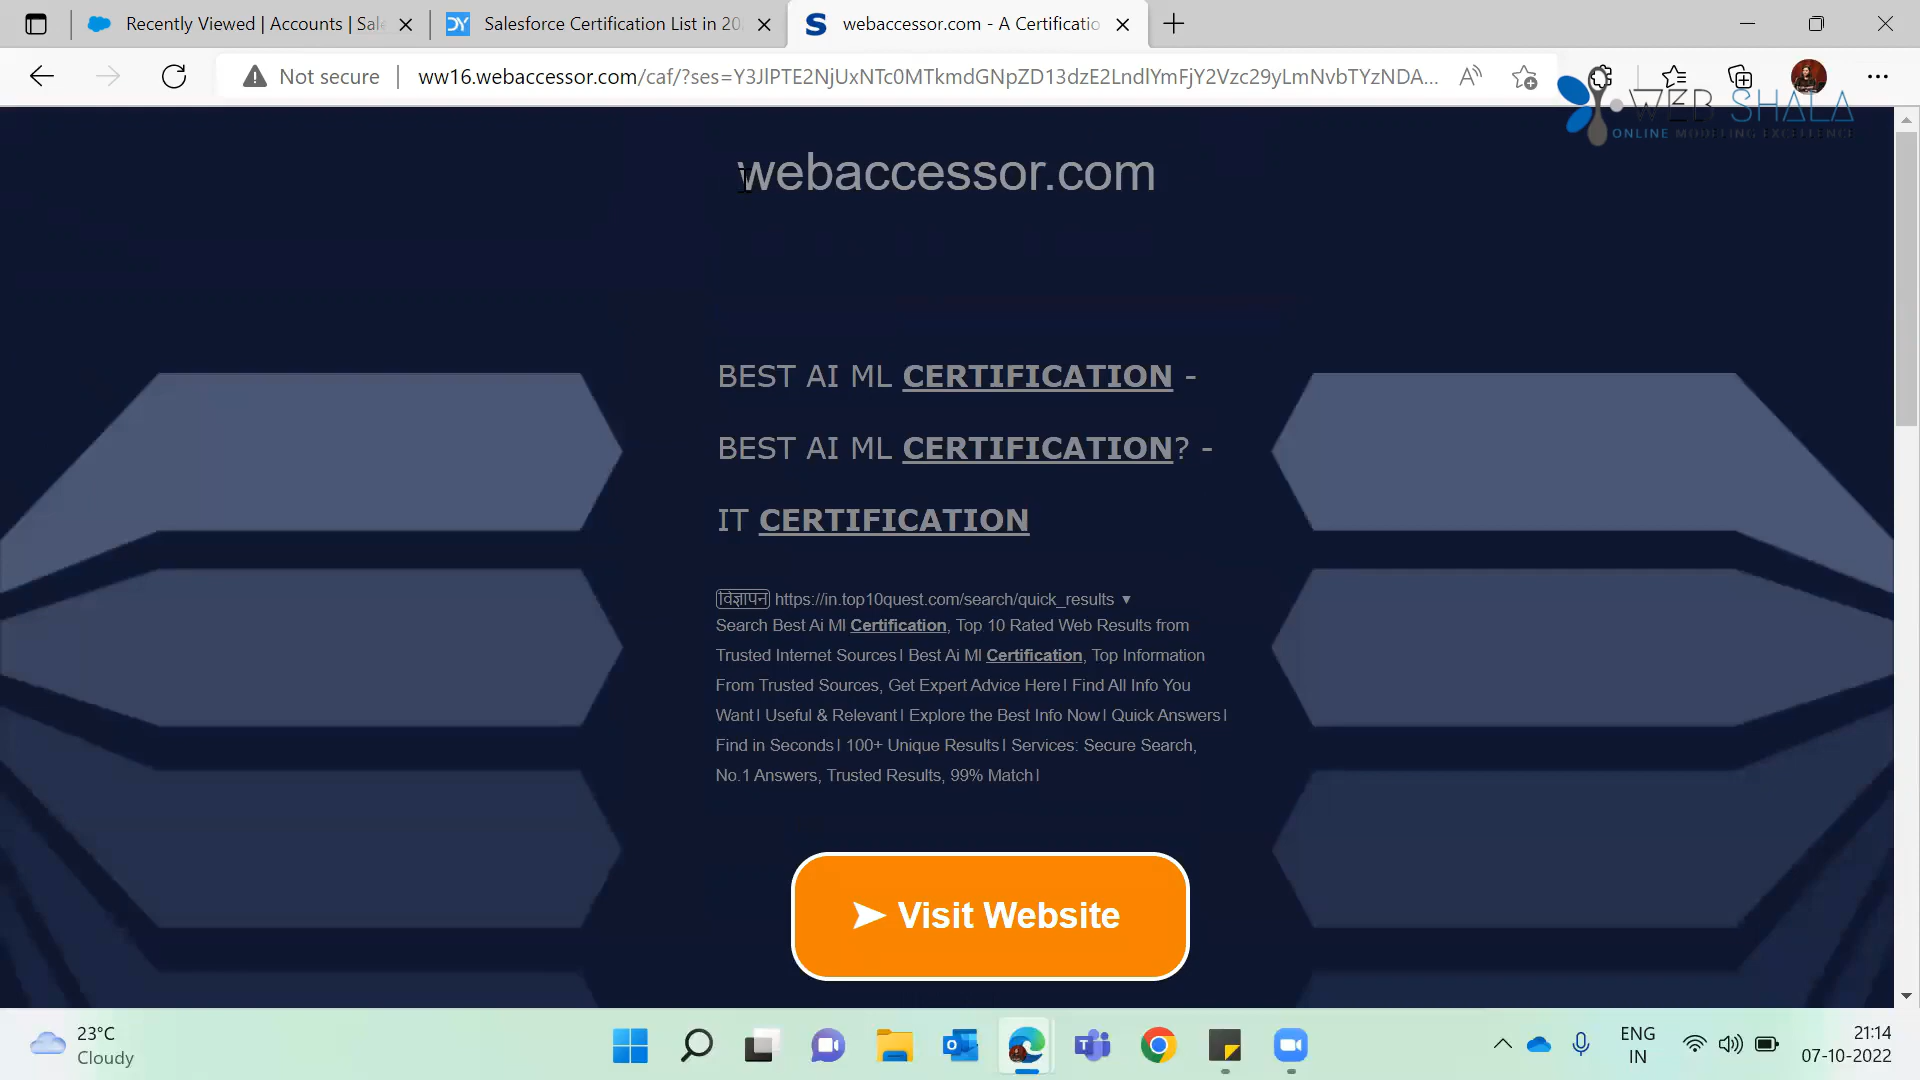 Recently Viewed | Accounts | Sale
Salesforce Certification List in 20
webaccessor.com - A Certificatio
Not secure
ww16.webaccessor.com/caf/?ses=Y3JlPTE2NjUxNTc0MTkmdGNpZD13dzE2LndlYmFjY2Vzc29yLmNvbTYzNDA...
WEB SHALA
ONLINE MODELING EXCELLENCE
webaccessor.com
BEST AI ML CERTIFICATION -
BEST AI ML CERTIFICATION? -
IT CERTIFICATION
विज्ञापन https://in.top10quest.com/search/quick_results ▼
Search Best Ai Ml Certification, Top 10 Rated Web Results from
Trusted Internet Sources| Best Ai Ml Certification, Top Information
From Trusted Sources, Get Expert Advice Here| Find All Info You
Want| Useful & Relevant| Explore the Best Info Now| Quick Answers|
Find in Seconds| 100+ Unique Results| Services: Secure Search,
No.1 Answers, Trusted Results, 99% Match|
➤ Visit Website
23°C
Cloudy
ENG
IN
21:14
07-10-2022